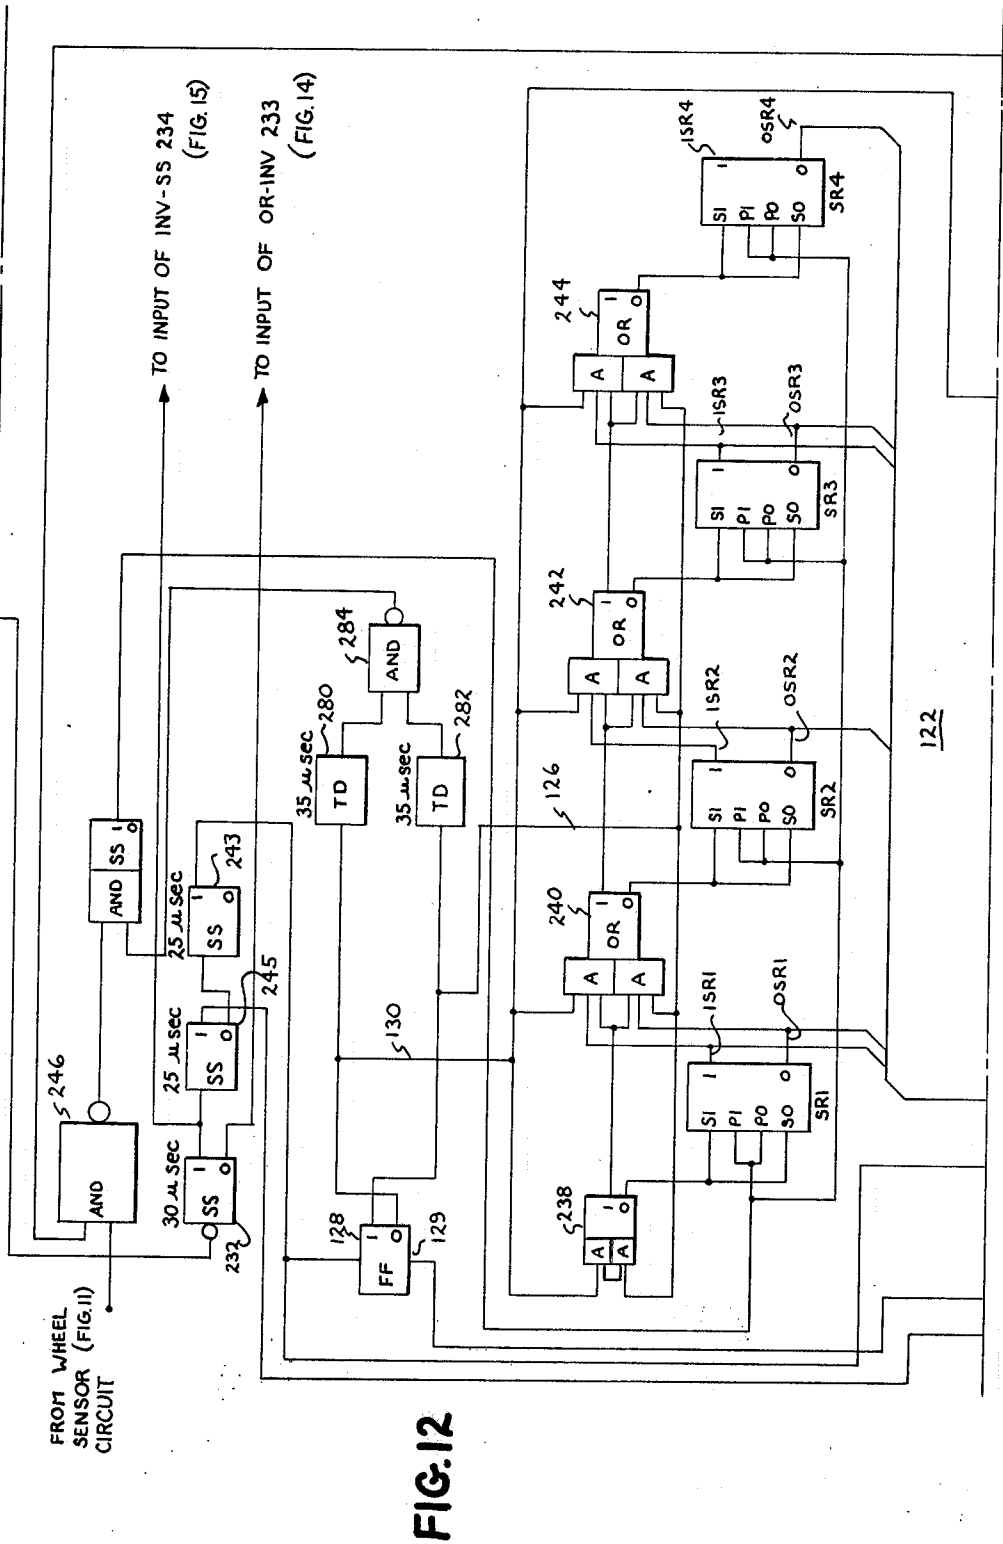 FROM WHEEL
SENSOR (FIG.11)
CIRCUIT
246
AND
AND
SS
1
0
TO INPUT OF INV-SS 234
(FIG. 15)
TO INPUT OF OR-INV 233
(FIG. 14)
30 µsec
SS
1
0
232
25 µsec
SS
1
0
245
25 µsec
SS
1
0
243
128
FF
1
0
129
130
35 µsec
TD
280
35 µsec
TD
282
AND
284
126
238
A
A
1
0
240
A
A
OR
1
0
242
A
A
OR
1
0
244
A
A
OR
1
0
SI
PI
PO
SO
1
0
SR1
1SR1
OSR1
SI
PI
PO
SO
1
0
SR2
1SR2
OSR2
SI
PI
PO
SO
1
0
SR3
1SR3
OSR3
SI
PI
PO
SO
1
0
SR4
1SR4
OSR4
122
FIG.12